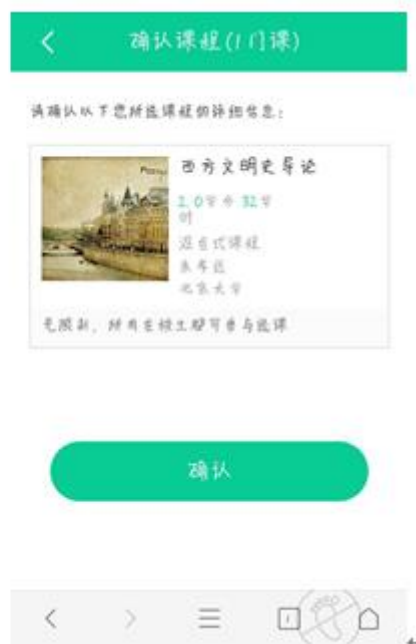 确认课程(1门课)
请确认以下您所选课程的详细信息:
西方文明史导论
2.0学分 32学
时
混合式课程
朱孝远
北京大学
无限制, 所有在校生都可参与选课
确认